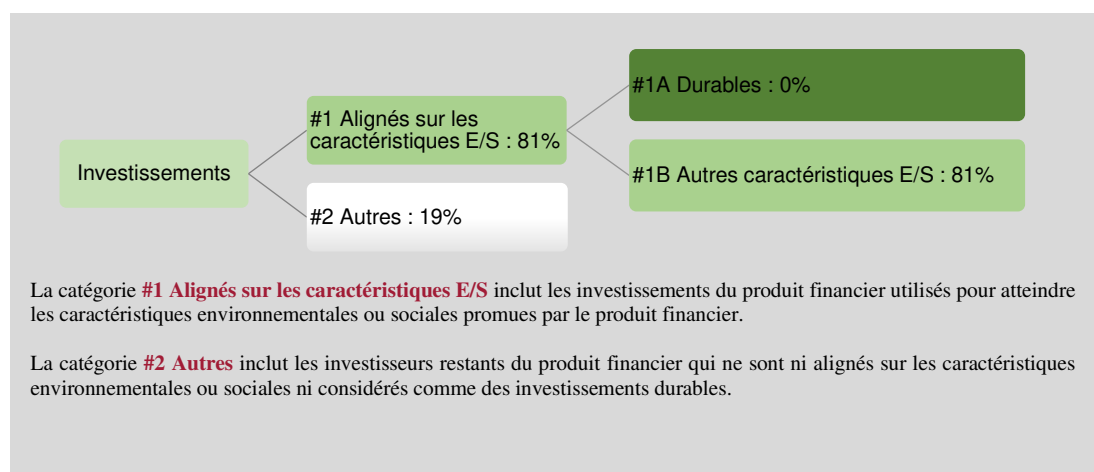 #1A Durables : 0%
#1 Alignés sur les
caractéristiques E/S : 81%
Investissements
#1B Autres caractéristiques E/S : 81%
#2 Autres : 19%
La catégorie #1 Alignés sur les caractéristiques E/S inclut les investissements du produit financier utilisés pour atteindre
les caractéristiques environnementales ou sociales promues par le produit financier.
La catégorie #2 Autres inclut les investisseurs restants du produit financier qui ne sont ni alignés sur les caractéristiques
environnementales ou sociales ni considérés comme des investissements durables.